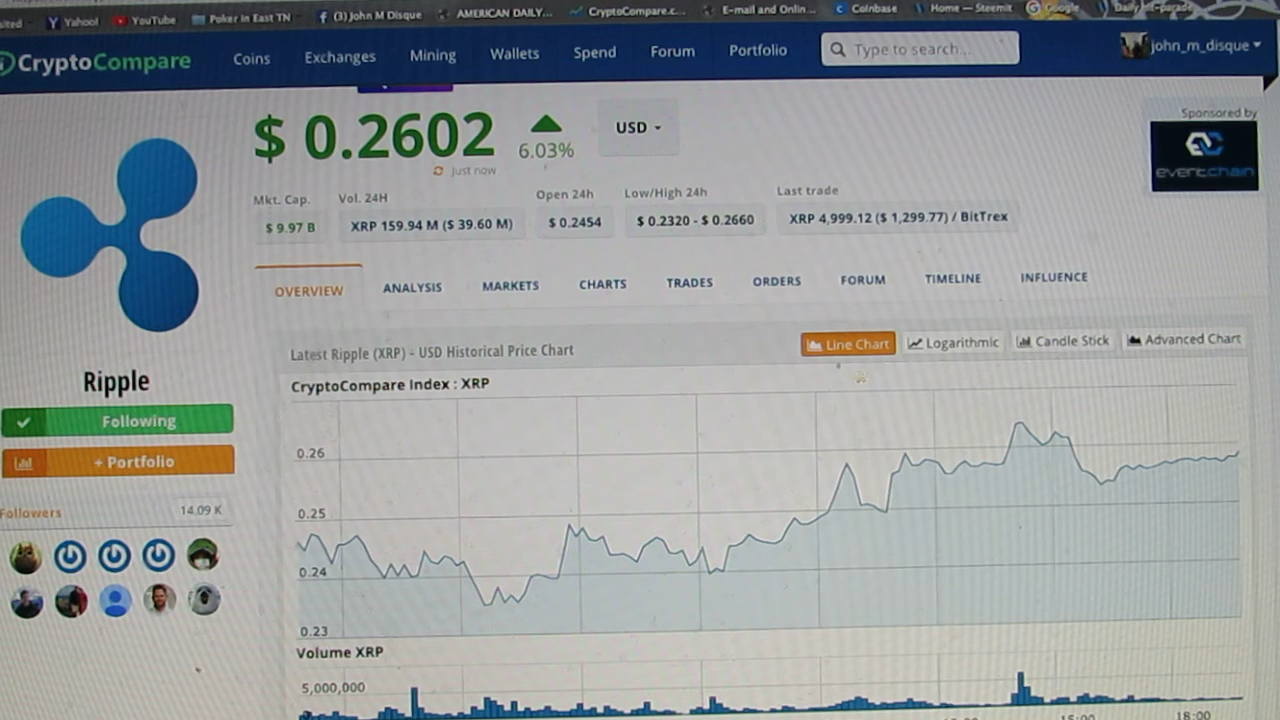 Yahoo! YouTube Poker in East TN (3) John M Disque AMERICAN DAILY... CryptoCompare.c... E-mail and Onlin... Coinbase Home — Steemit Google
CryptoCompare Coins Exchanges Mining Wallets Spend Forum Portfolio Type to search... john_m_disque
$ 0.2602 6.03% USD
Just now
Sponsored by
eventchain
Mkt. Cap. Vol. 24H Open 24h Low/High 24h Last trade
$ 9.97 B XRP 159.94 M ($ 39.60 M) $ 0.2454 $ 0.2320 - $ 0.2660 XRP 4,999.12 ($ 1,299.77) / BitTrex
OVERVIEW ANALYSIS MARKETS CHARTS TRADES ORDERS FORUM TIMELINE INFLUENCE
Latest Ripple (XRP) - USD Historical Price Chart Line Chart Logarithmic Candle Stick Advanced Chart
Ripple
Following
+ Portfolio
Followers 14.09 K
CryptoCompare Index : XRP
0.26
0.25
0.24
0.23
Volume XRP
5,000,000
15:00 18:00